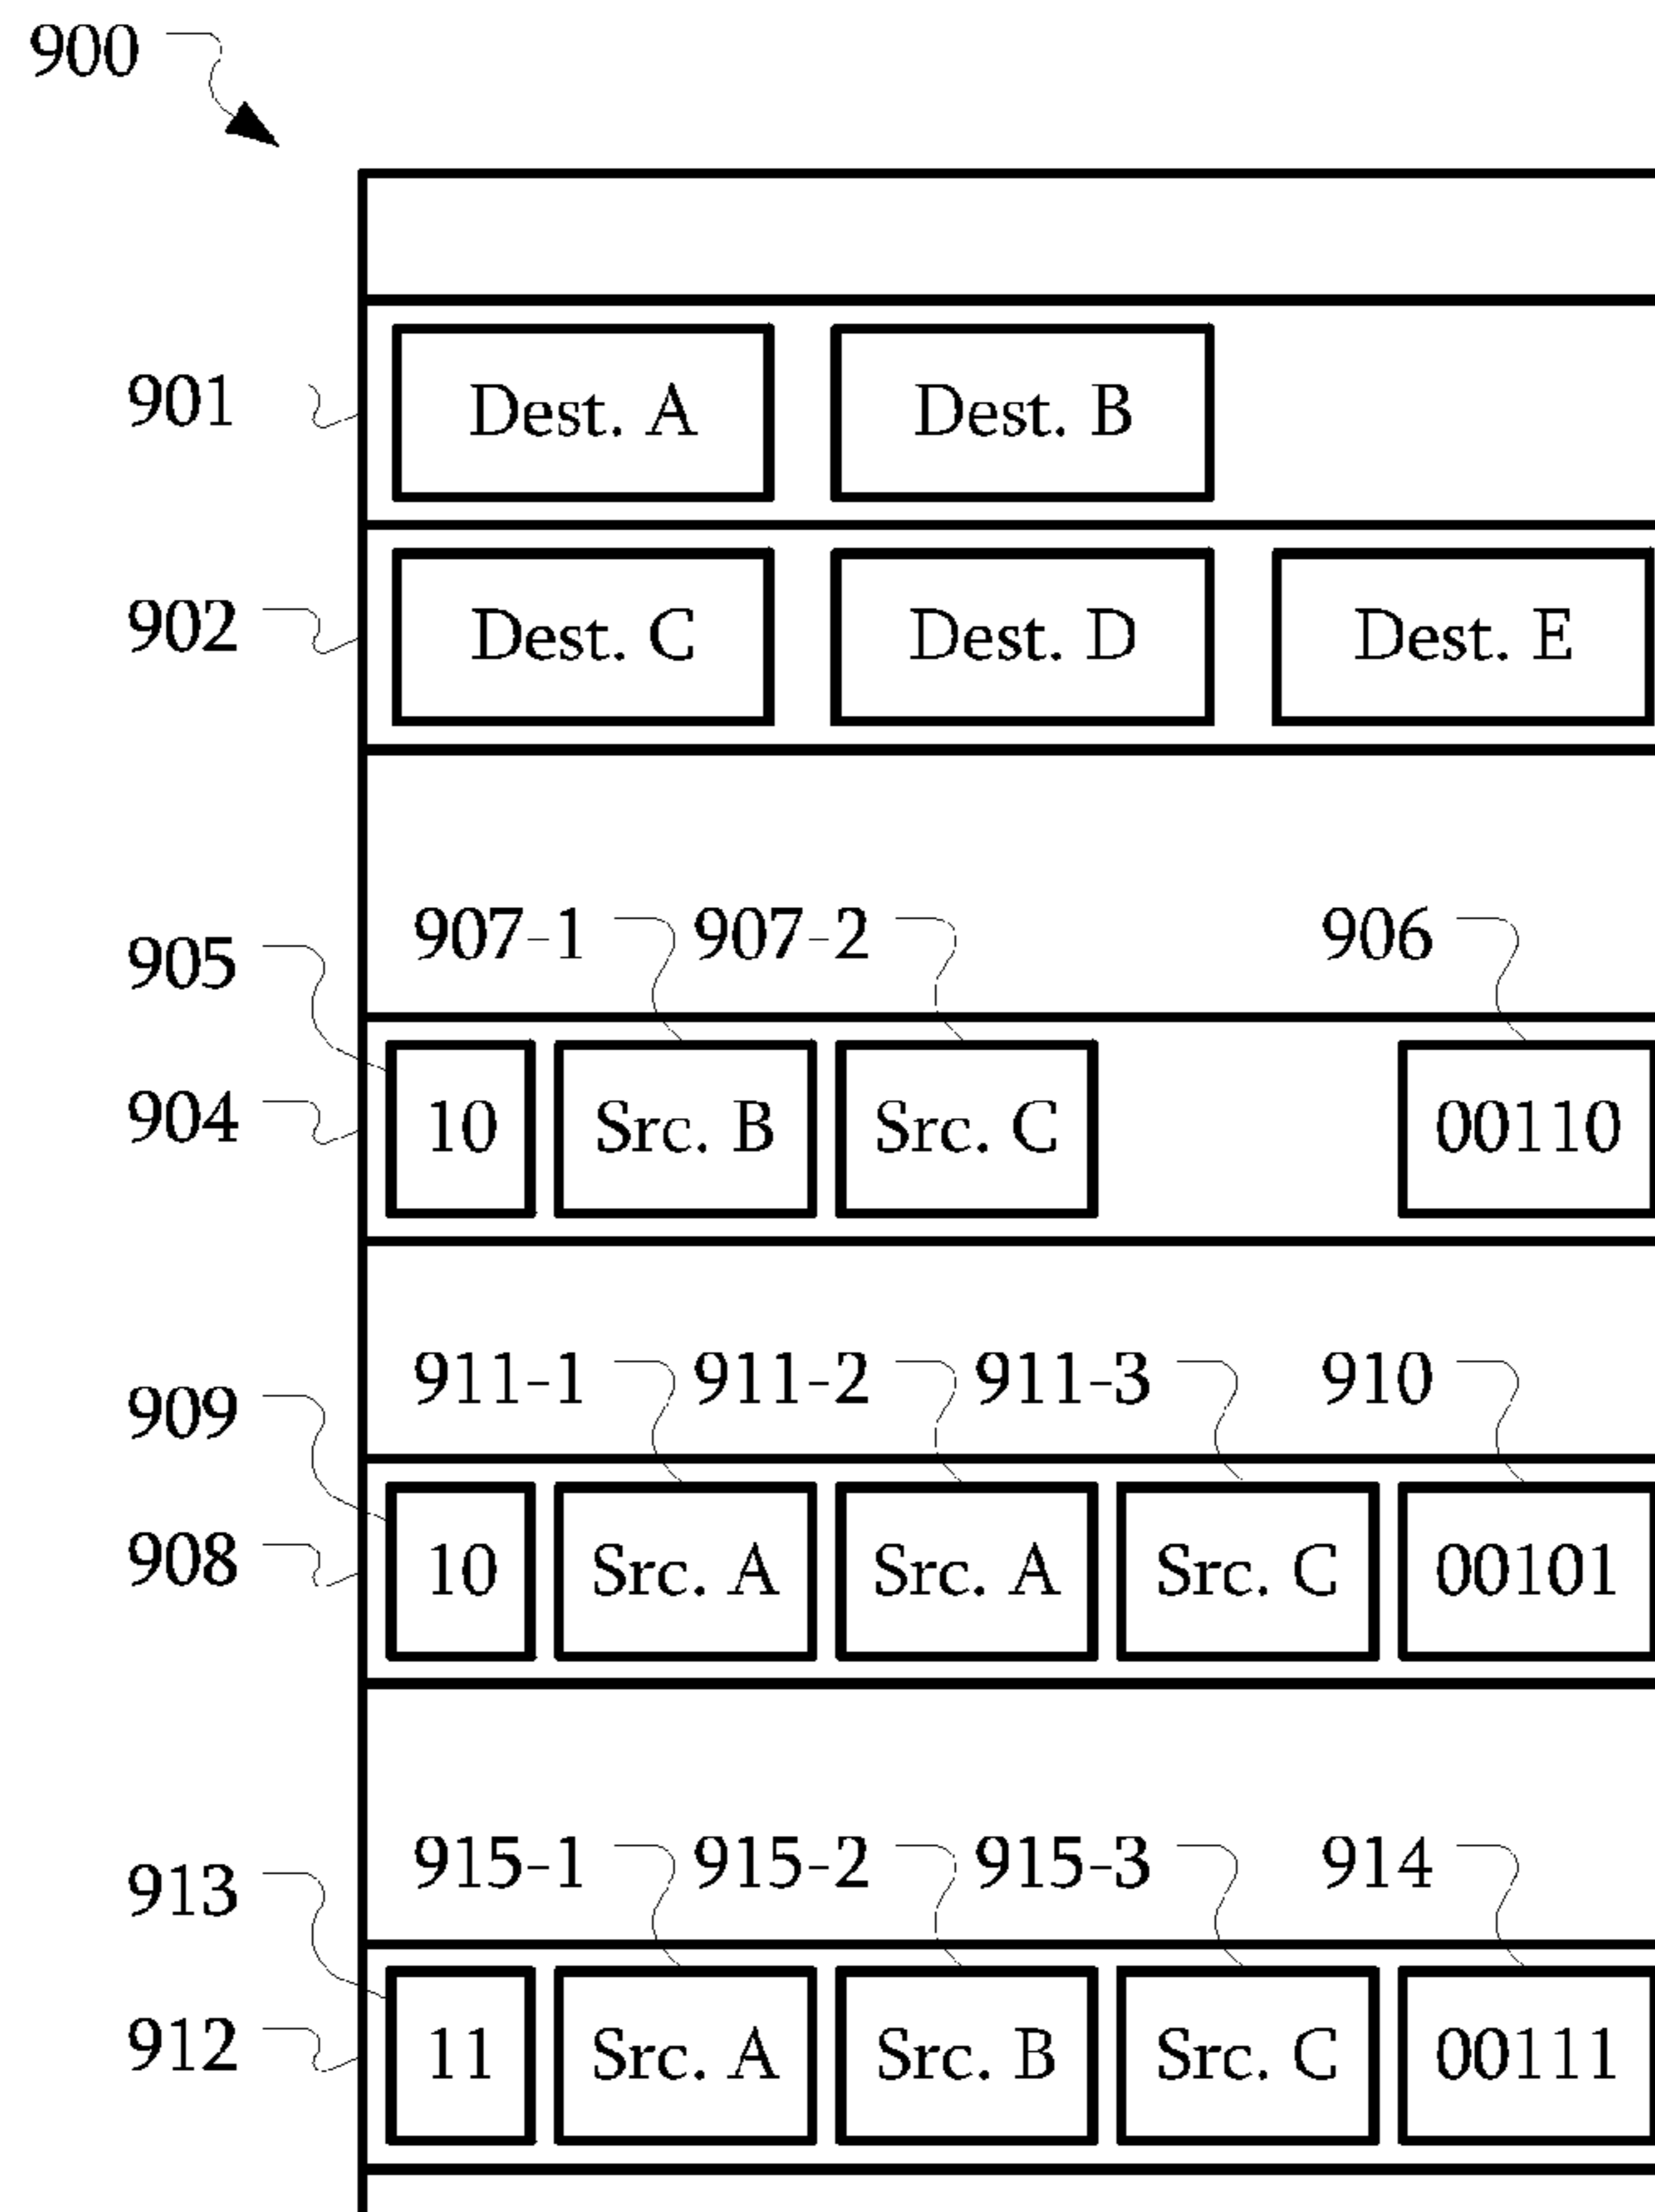 900
901 Dest. A Dest. B
902 Dest. C Dest. D Dest. E
907-1 907-2 906
905
904 10 Src. B Src. C 00110
911-1 911-2 911-3 910
909
908 10 Src. A Src. A Src. C 00101
915-1 915-2 915-3 914
913
912 11 Src. A Src. B Src. C 00111